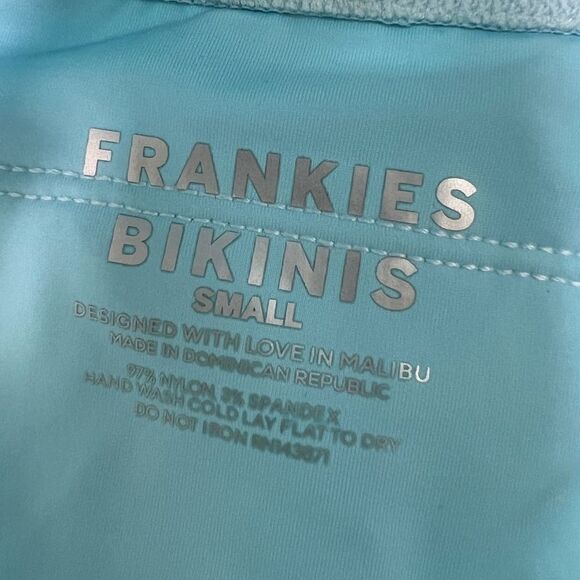 FRANKIES
BIKINIS
SMALL
DESIGNED WITH LOVE IN MALIBU
MADE IN DOMINICAN REPUBLIC
97% NYLON 3% SPANDEX
HAND WASH COLD LAY FLAT TO DRY
DO NOT IRON RN143871